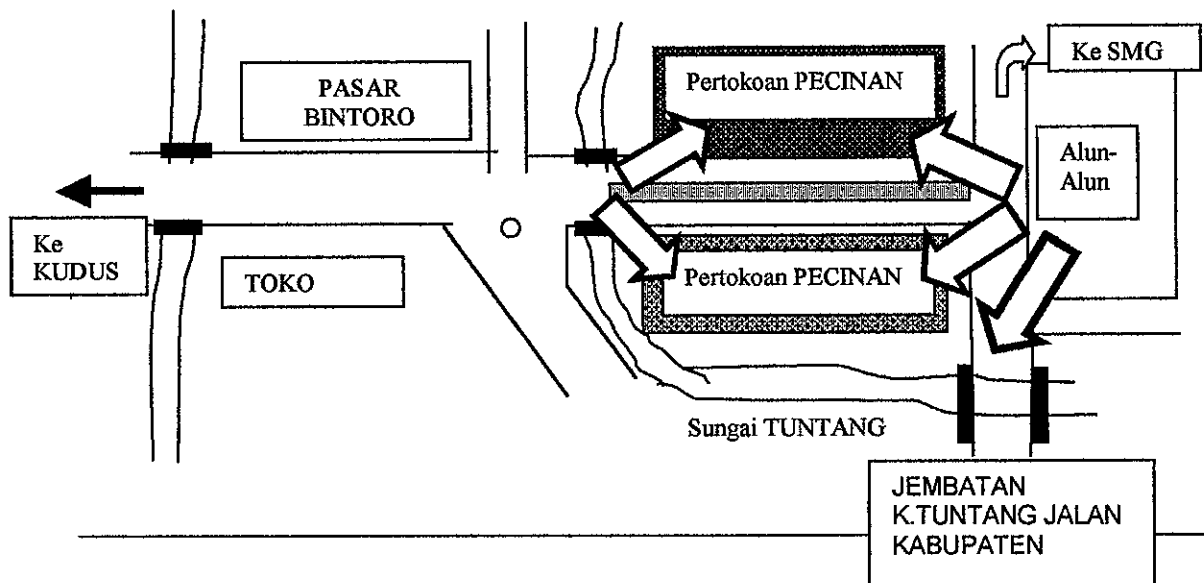 Ke SMG
Pertokoan PECINAN
PASAR
BINTORO
Alun-
Alun
Ke
KUDUS
TOKO
Pertokoan PECINAN
Sungai TUNTANG
JEMBATAN
K.TUNTANG JALAN
KABUPATEN